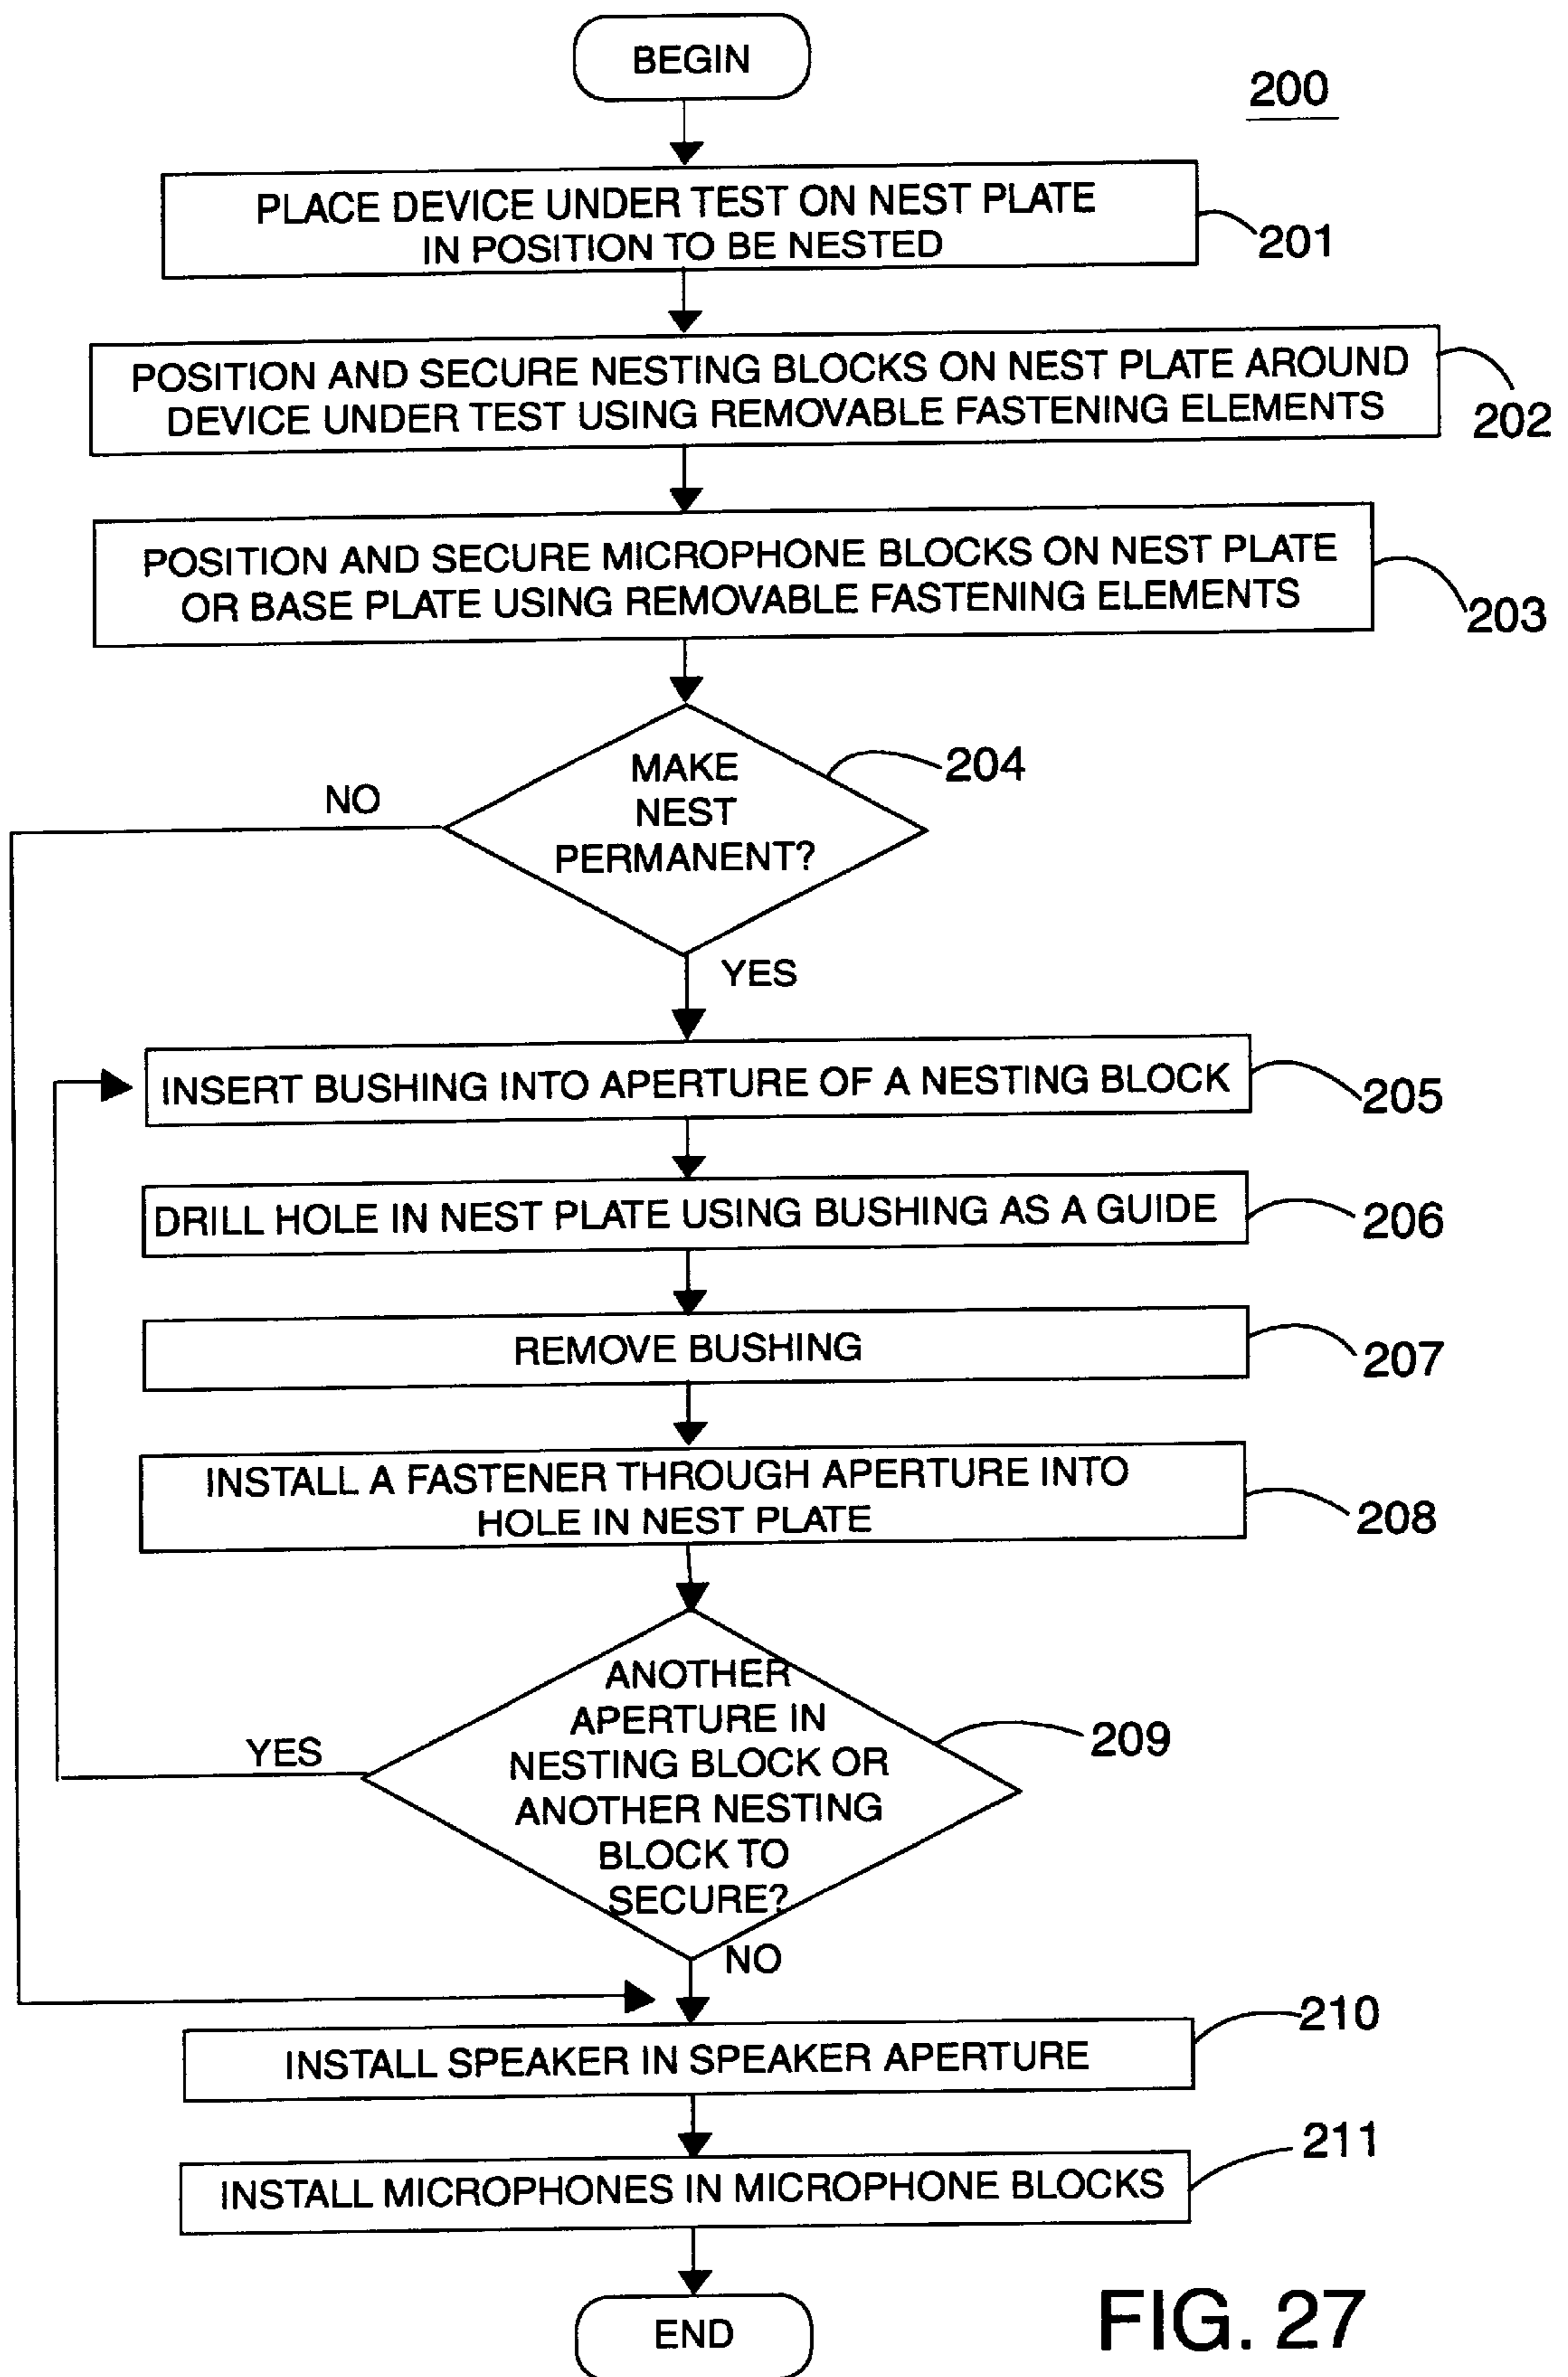 BEGIN
200
PLACE DEVICE UNDER TEST ON NEST PLATE
IN POSITION TO BE NESTED
201
POSITION AND SECURE NESTING BLOCKS ON NEST PLATE AROUND
DEVICE UNDER TEST USING REMOVABLE FASTENING ELEMENTS
202
POSITION AND SECURE MICROPHONE BLOCKS ON NEST PLATE
OR BASE PLATE USING REMOVABLE FASTENING ELEMENTS
203
MAKE
NEST
PERMANENT?
204
NO
YES
INSERT BUSHING INTO APERTURE OF A NESTING BLOCK
205
DRILL HOLE IN NEST PLATE USING BUSHING AS A GUIDE
206
REMOVE BUSHING
207
INSTALL A FASTENER THROUGH APERTURE INTO
HOLE IN NEST PLATE
208
ANOTHER
APERTURE IN
NESTING BLOCK OR
ANOTHER NESTING
BLOCK TO
SECURE?
209
YES
NO
INSTALL SPEAKER IN SPEAKER APERTURE
210
INSTALL MICROPHONES IN MICROPHONE BLOCKS
211
END
FIG. 27